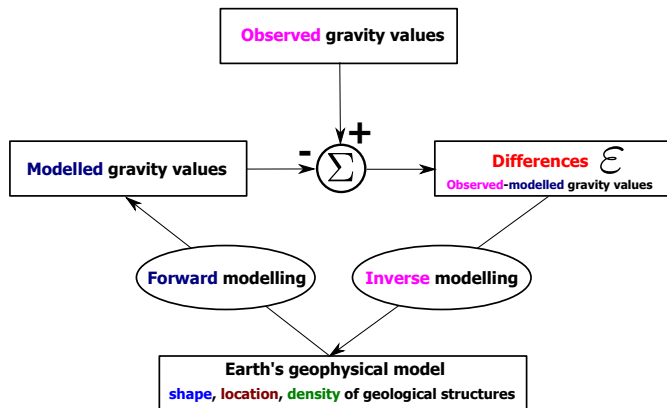 Observed gravity values
- +
Σ
Modelled gravity values
Differences ℰ
Observed-modelled gravity values
Forward modelling
Inverse modelling
Earth's geophysical model
shape, location, density of geological structures